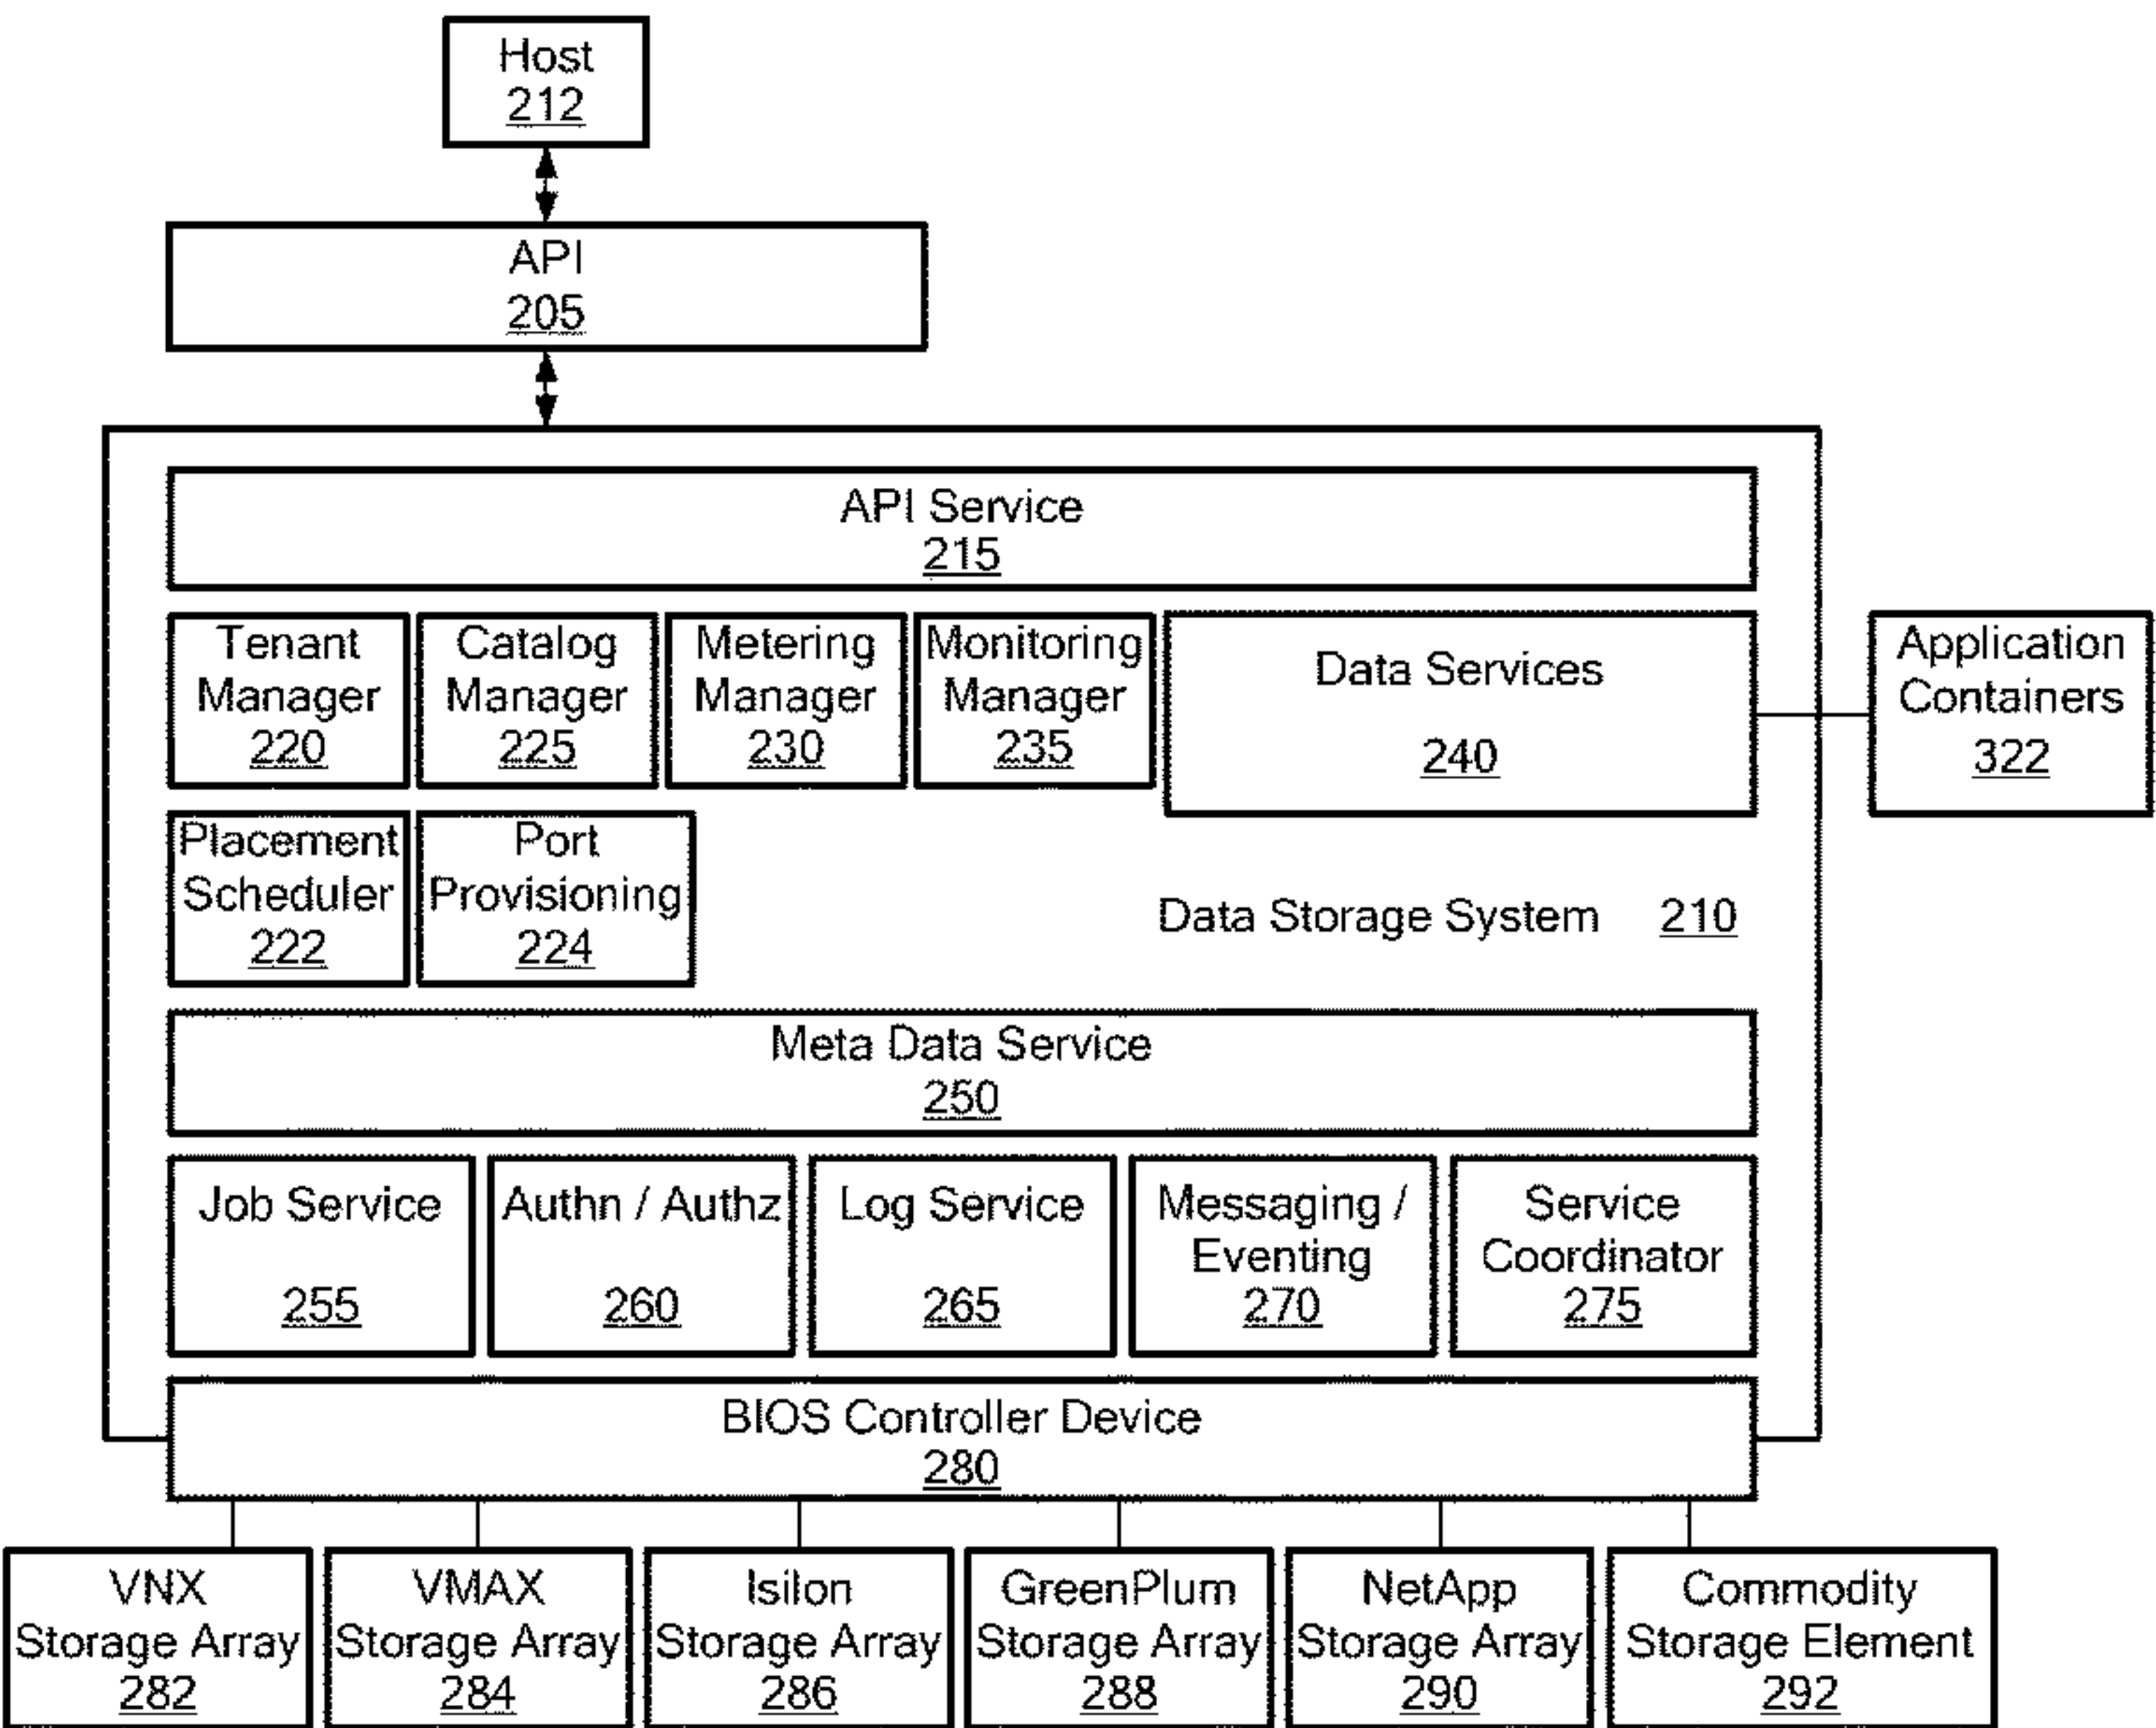 Host
212
API
205
API Service
215
Tenant
Manager
220
Catalog
Manager
225
Metering
Manager
230
Monitoring
Manager
235
Data Services
240
Application
Containers
322
Placement
Scheduler
222
Port
Provisioning
224
Data Storage System 210
Meta Data Service
250
Job Service
255
Authn / Authz
260
Log Service
265
Messaging /
Eventing
270
Service
Coordinator
275
BIOS Controller Device
280
VNX
Storage Array
282
VMAX
Storage Array
284
Isilon
Storage Array
286
GreenPlum
Storage Array
288
NetApp
Storage Array
290
Commodity
Storage Element
292